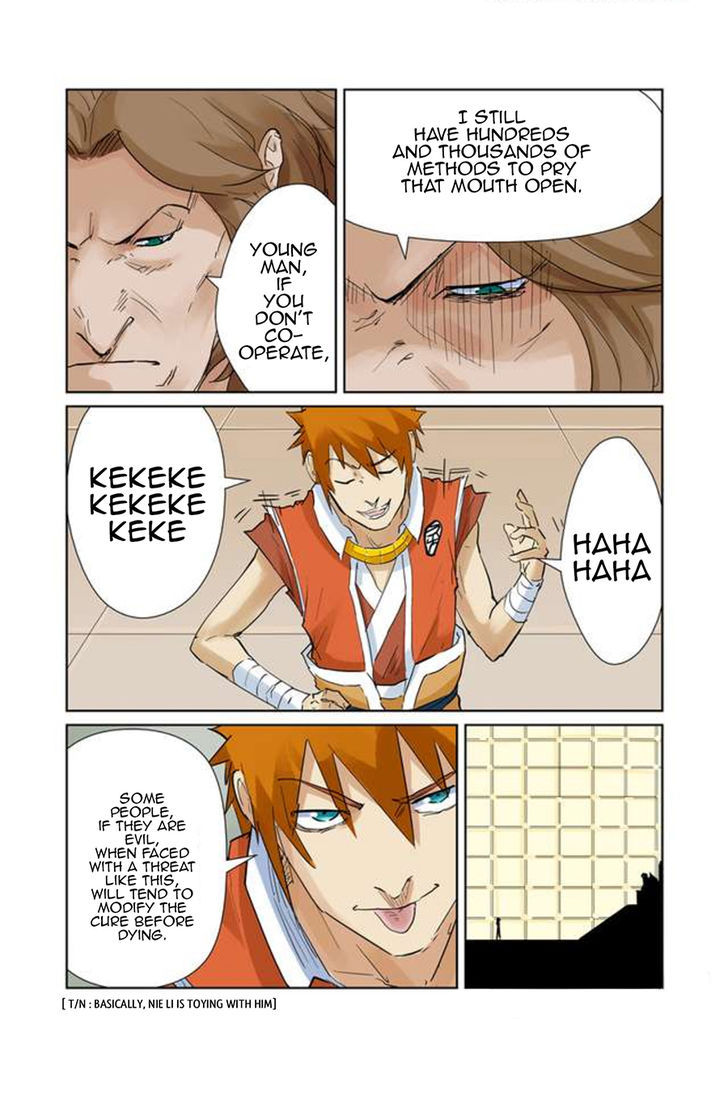 YOUNG
MAN,
IF
YOU
DON'T
CO-
OPERATE,
I STILL
HAVE HUNDREDS
AND THOUSANDS OF
METHODS TO PRY
THAT MOUTH OPEN.
KEKEKE
KEKEKE
KEKE
HAHA
HAHA
SOME
PEOPLE,
IF THEY ARE
EVIL,
WHEN FACED
WITH A THREAT
LIKE THIS,
WILL TEND TO
MODIFY THE
CURE BEFORE
DYING.
[ T/N : BASICALLY, NIE LI IS TOYING WITH HIM]